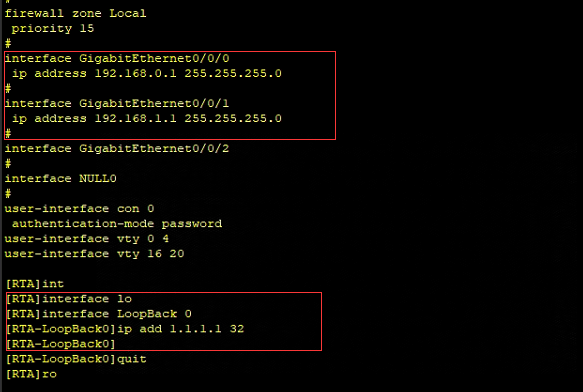 #
firewall zone Local
 priority 15
#
interface GigabitEthernet0/0/0
 ip address 192.168.0.1 255.255.255.0
#
interface GigabitEthernet0/0/1
 ip address 192.168.1.1 255.255.255.0
#
interface GigabitEthernet0/0/2
#
interface NULL0
#
user-interface con 0
 authentication-mode password
user-interface vty 0 4
user-interface vty 16 20

[RTA]int
[RTA]interface lo
[RTA]interface LoopBack 0
[RTA-LoopBack0]ip add 1.1.1.1 32
[RTA-LoopBack0]
[RTA-LoopBack0]quit
[RTA]ro